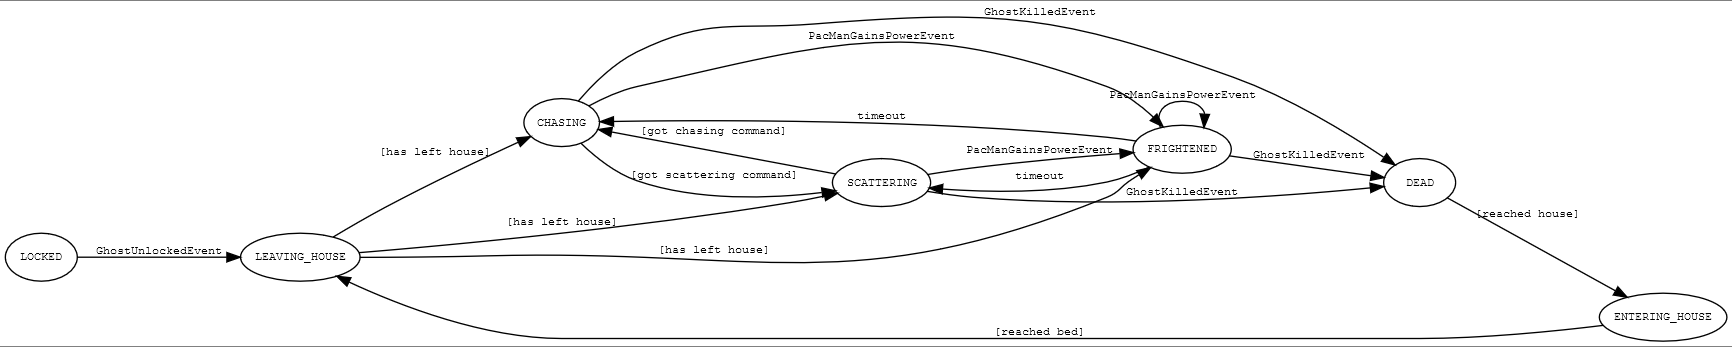 GhostKilledEvent
PacManGainsPowerEvent
PacManGainsPowerEvent
timeout
CHASING
[got chasing command]
[has left house]
PacManGainsPowerEvent
FRIGHTENED
GhostKilledEvent
[got scattering command]
timeout
SCATTERING
DEAD
GhostKilledEvent
[has left house]
[reached house]
[has left house]
GhostUnlockedEvent
LOCKED
LEAVING_HOUSE
ENTERING_HOUSE
[reached bed]